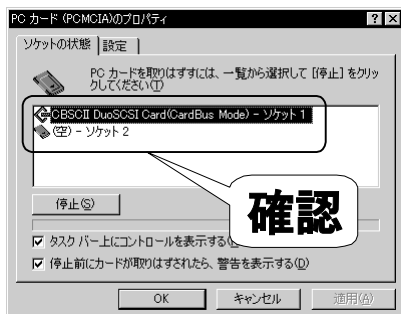 PC カード (PCMCIA)のプロパティ
ソケットの状態
設定
PC カードを取りはずすには、一覧から選択して [停止] をクリッ
クしてください(T)
CBSCII DuoSCSI Card(CardBus Mode) - ソケット 1
(空) - ソケット 2
停止(S)
確認
タスク バー上にコントロールを表示する
停止前にカードが取りはずされたら、警告を表示する(D)
OK
キャンセル
適用(A)